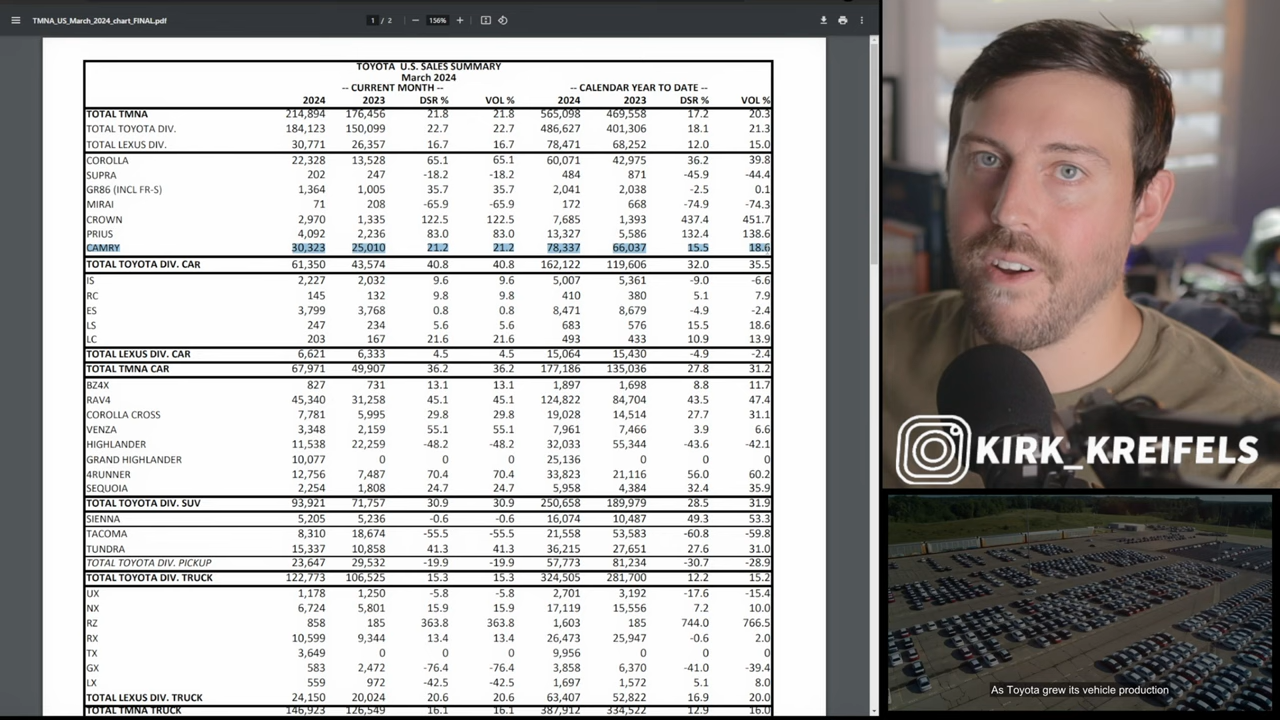 TMNA_US_March_2024_chart_FINAL.pdf
1 / 2
156%
TOYOTA U.S. SALES SUMMARY
March 2024
-- CURRENT MONTH -- -- CALENDAR YEAR TO DATE --
2024 2023 DSR % VOL % 2024 2023 DSR % VOL %
TOTAL TMNA 214,894 176,456 21.8 21.8 565,098 469,558 17.2 20.3
TOTAL TOYOTA DIV. 184,123 150,099 22.7 22.7 486,627 401,306 18.1 21.3
TOTAL LEXUS DIV. 30,771 26,357 16.7 16.7 78,471 68,252 12.0 15.0
COROLLA 22,328 13,528 65.1 65.1 60,071 42,975 36.2 39.8
SUPRA 202 247 -18.2 -18.2 484 871 -45.9 -44.4
GR86 (INCL FR-S) 1,364 1,005 35.7 35.7 2,041 2,038 -2.5 0.1
MIRAI 71 208 -65.9 -65.9 172 668 -74.9 -74.3
CROWN 2,970 1,335 122.5 122.5 7,685 1,393 437.4 451.7
PRIUS 4,092 2,236 83.0 83.0 13,327 5,586 132.4 138.6
CAMRY 30,323 25,010 21.2 21.2 78,337 66,037 15.5 18.6
TOTAL TOYOTA DIV. CAR 61,350 43,574 40.8 40.8 162,122 119,606 32.0 35.5
IS 2,227 2,032 9.6 9.6 5,007 5,361 -9.0 -6.6
RC 145 132 9.8 9.8 410 380 5.1 7.9
ES 3,799 3,768 0.8 0.8 8,471 8,679 -4.9 -2.4
LS 247 234 5.6 5.6 683 576 15.5 18.6
LC 203 167 21.6 21.6 493 433 10.9 13.9
TOTAL LEXUS DIV. CAR 6,621 6,333 4.5 4.5 15,064 15,430 -4.9 -2.4
TOTAL TMNA CAR 67,971 49,907 36.2 36.2 177,186 135,036 27.8 31.2
BZ4X 827 731 13.1 13.1 1,897 1,698 8.8 11.7
RAV4 45,340 31,258 45.1 45.1 124,822 84,704 43.5 47.4
COROLLA CROSS 7,781 5,995 29.8 29.8 19,028 14,514 27.7 31.1
VENZA 3,348 2,159 55.1 55.1 7,961 7,466 3.9 6.6
HIGHLANDER 11,538 22,259 -48.2 -48.2 32,033 55,344 -43.6 -42.1
GRAND HIGHLANDER 10,077 0 0 0 25,136 0 0 0
4RUNNER 12,756 7,487 70.4 70.4 33,823 21,116 56.0 60.2
SEQUOIA 2,254 1,808 24.7 24.7 5,958 4,384 32.4 35.9
TOTAL TOYOTA DIV. SUV 93,921 71,757 30.9 30.9 250,658 189,979 28.5 31.9
SIENNA 5,205 5,236 -0.6 -0.6 16,074 10,487 49.3 53.3
TACOMA 8,310 18,674 -55.5 -55.5 21,558 53,583 -60.8 -59.8
TUNDRA 15,337 10,858 41.3 41.3 36,215 27,651 27.6 31.0
TOTAL TOYOTA DIV. PICKUP 23,647 29,532 -19.9 -19.9 57,773 81,234 -30.7 -28.9
TOTAL TOYOTA DIV. TRUCK 122,773 106,525 15.3 15.3 324,505 281,700 12.2 15.2
UX 1,178 1,250 -5.8 -5.8 2,701 3,192 -17.6 -15.4
NX 6,724 5,801 15.9 15.9 17,119 15,556 7.2 10.0
RZ 858 185 363.8 363.8 1,603 185 744.0 766.5
RX 10,599 9,344 13.4 13.4 26,473 25,947 -0.6 2.0
TX 3,649 0 0 0 9,956 0 0 0
GX 583 2,472 -76.4 -76.4 3,858 6,370 -41.0 -39.4
LX 559 972 -42.5 -42.5 1,697 1,572 5.1 8.0
TOTAL LEXUS DIV. TRUCK 24,150 20,024 20.6 20.6 63,407 52,822 16.9 20.0
TOTAL TMNA TRUCK 146,923 126,549 16.1 16.1 387,912 334,522 12.9 16.0
KIRK_KREIFELS
As Toyota grew its vehicle production